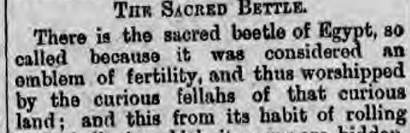 THE SACRED BETTLE.
There is the sacred beetle of Egypt, so
called because it was considered an
emblem of fertility, and thus worshipped
by the curious fellahs of that curious
land; and this from its habit of rolling